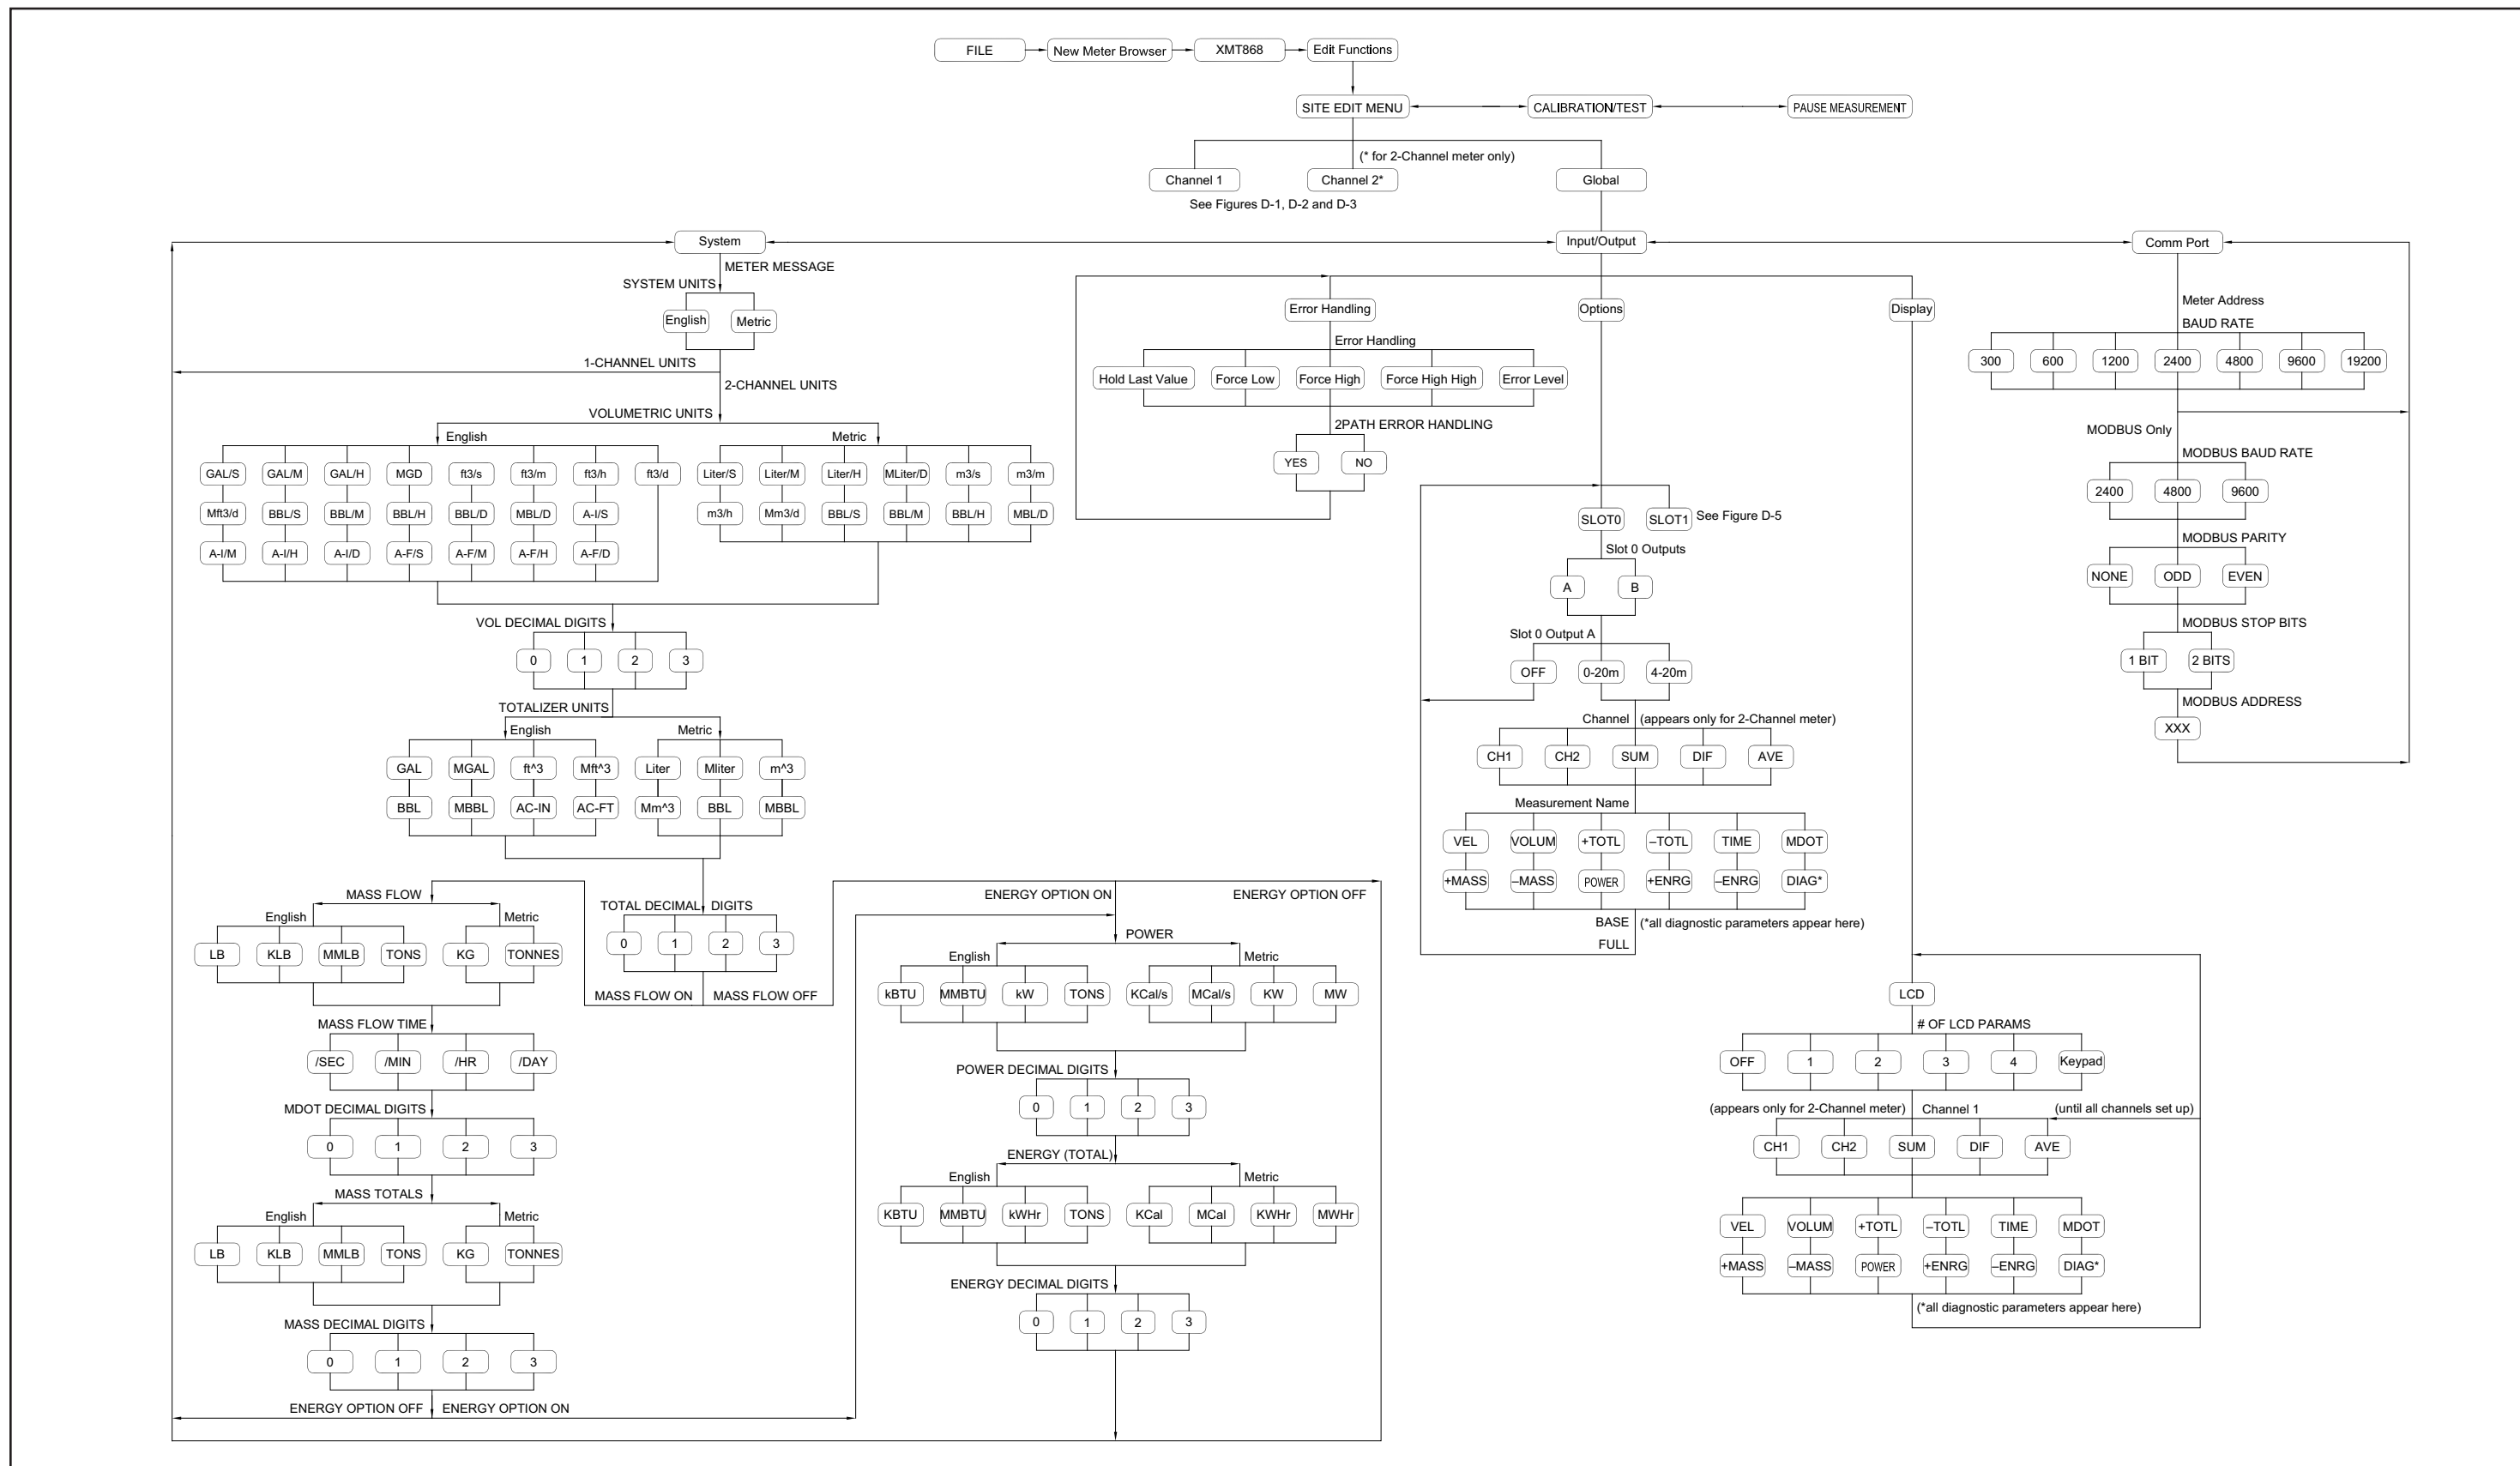 FILE
New Meter Browser
XMT868
Edit Functions
SITE EDIT MENU
CALIBRATION/TEST
PAUSE MEASUREMENT
(* for 2-Channel meter only)
Channel 1
Channel 2*
Global
See Figures D-1, D-2 and D-3
System
Input/Output
Comm Port
METER MESSAGE
SYSTEM UNITS
English
Metric
1-CHANNEL UNITS
2-CHANNEL UNITS
VOLUMETRIC UNITS
English
Metric
GAL/S
GAL/M
GAL/H
MGD
ft3/s
ft3/m
ft3/h
ft3/d
Liter/S
Liter/M
Liter/H
MLiter/D
m3/s
m3/m
Mft3/d
BBL/S
BBL/M
BBL/H
BBL/D
MBL/D
A-I/S
m3/h
Mm3/d
BBL/S
BBL/M
BBL/H
MBL/D
A-I/M
A-I/H
A-I/D
A-F/S
A-F/M
A-F/H
A-F/D
VOL DECIMAL DIGITS
0
1
2
3
TOTALIZER UNITS
English
Metric
GAL
MGAL
ft^3
Mft^3
Liter
Mliter
m^3
BBL
MBBL
AC-IN
AC-FT
Mm^3
BBL
MBBL
TOTAL DECIMAL DIGITS
0
1
2
3
MASS FLOW ON
MASS FLOW OFF
MASS FLOW
English
Metric
LB
KLB
MMLB
TONS
KG
TONNES
MASS FLOW TIME
/SEC
/MIN
/HR
/DAY
MDOT DECIMAL DIGITS
0
1
2
3
MASS TOTALS
English
Metric
LB
KLB
MMLB
TONS
KG
TONNES
MASS DECIMAL DIGITS
0
1
2
3
ENERGY OPTION OFF
ENERGY OPTION ON
ENERGY OPTION ON
ENERGY OPTION OFF
POWER
English
Metric
kBTU
MMBTU
kW
TONS
KCal/s
MCal/s
KW
MW
POWER DECIMAL DIGITS
0
1
2
3
ENERGY (TOTAL)
English
Metric
KBTU
MMBTU
kWHr
TONS
KCal
MCal
KWHr
MWHr
ENERGY DECIMAL DIGITS
0
1
2
3
Error Handling
Options
Display
Error Handling
Hold Last Value
Force Low
Force High
Force High High
Error Level
2PATH ERROR HANDLING
YES
NO
SLOT0
SLOT1
See Figure D-5
Slot 0 Outputs
A
B
Slot 0 Output A
OFF
0-20m
4-20m
Channel
(appears only for 2-Channel meter)
CH1
CH2
SUM
DIF
AVE
Measurement Name
VEL
VOLUM
+TOTL
–TOTL
TIME
MDOT
+MASS
–MASS
POWER
+ENRG
–ENRG
DIAG*
BASE
(*all diagnostic parameters appear here)
FULL
LCD
# OF LCD PARAMS
OFF
1
2
3
4
Keypad
(appears only for 2-Channel meter)
Channel 1
(until all channels set up)
CH1
CH2
SUM
DIF
AVE
VEL
VOLUM
+TOTL
–TOTL
TIME
MDOT
+MASS
–MASS
POWER
+ENRG
–ENRG
DIAG*
(*all diagnostic parameters appear here)
Meter Address
BAUD RATE
300
600
1200
2400
4800
9600
19200
MODBUS Only
MODBUS BAUD RATE
2400
4800
9600
MODBUS PARITY
NONE
ODD
EVEN
MODBUS STOP BITS
1 BIT
2 BITS
MODBUS ADDRESS
XXX